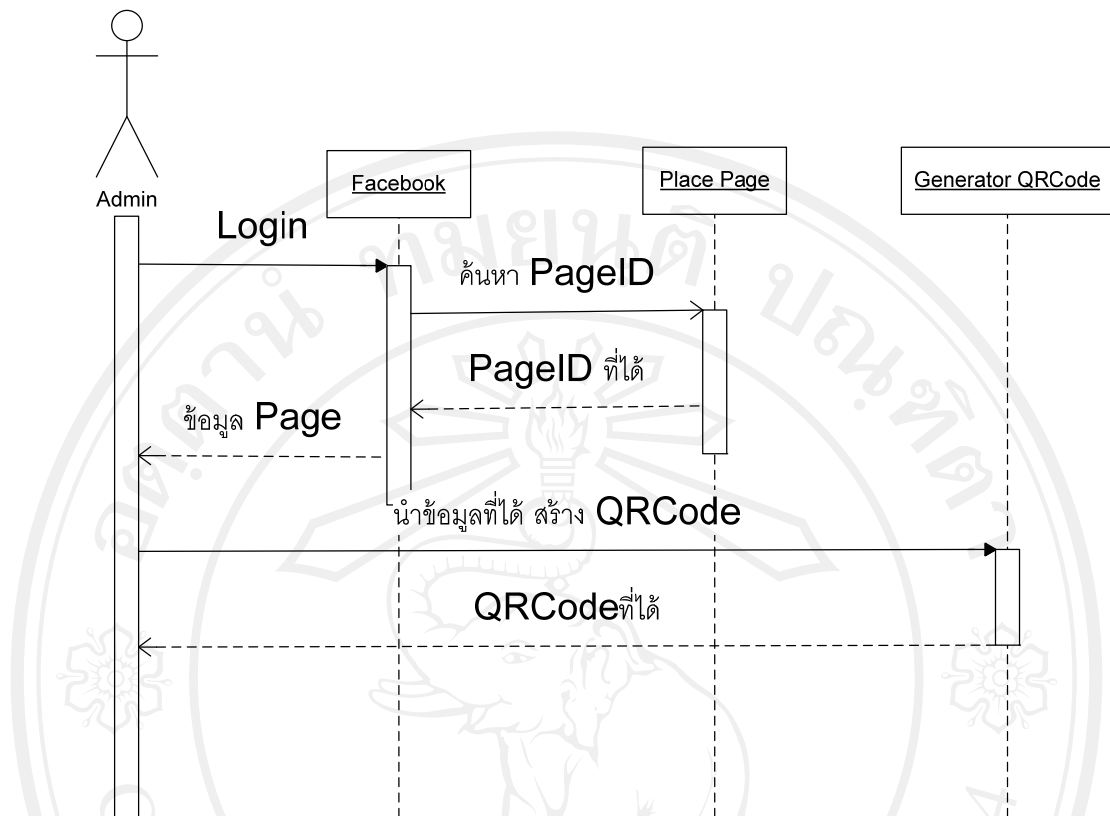 Admin
Facebook
Place Page
Generator QRCode
Login
ค้นหา PageID
PageID ที่ได้
ข้อมูล Page
นำข้อมูลที่ได้ สร้าง QRCode
QRCodeที่ได้